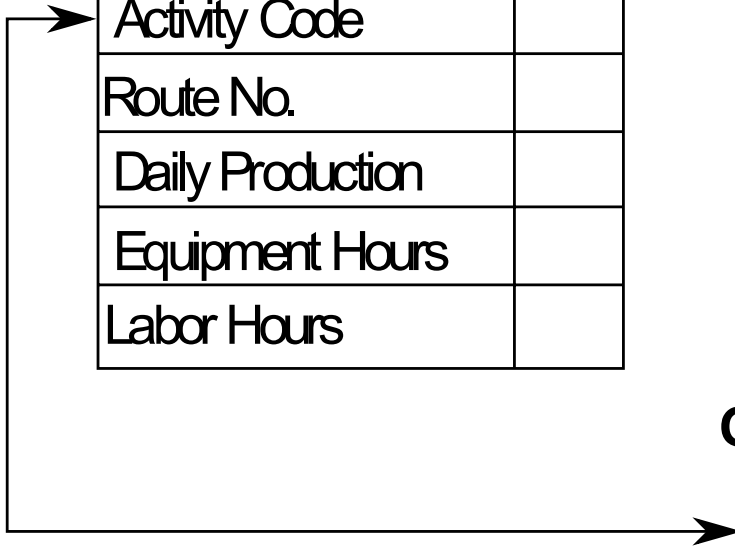 Activity Code
Route No.
Daily Production
Equipment Hours
Labor Hours